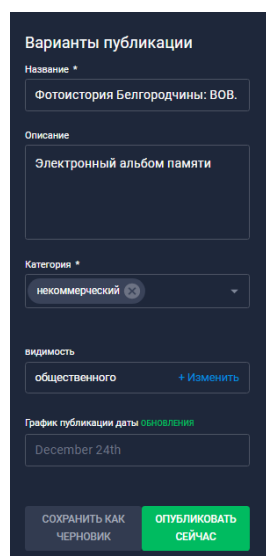 Варианты публикации
Название *
Фотоистория Белгородчины: ВОВ.
Описание
Электронный альбом памяти
Категория *
некоммерческий
видимость
общественного + Изменить
График публикации даты ОБНОВЛЕНИЯ
December 24th
СОХРАНИТЬ КАК ЧЕРНОВИК
ОПУБЛИКОВАТЬ СЕЙЧАС